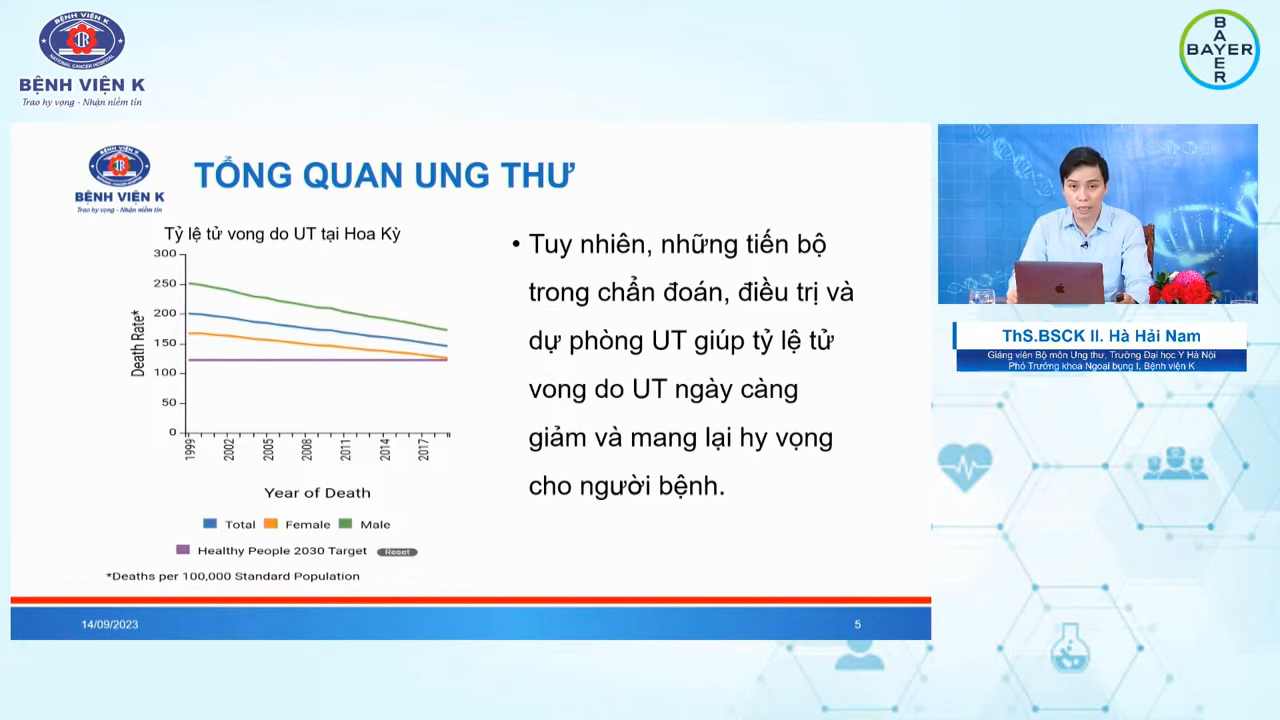 BỆNH VIỆN K
NATIONAL CANCER HOSPITAL
BỆNH VIỆN K
Trao hy vọng - Nhận niềm tin
BAYER
BAYER
BỆNH VIỆN K
Trao hy vọng - Nhận niềm tin
TỔNG QUAN UNG THƯ
Tỷ lệ tử vong do UT tại Hoa Kỳ
300
250
200
150
100
50
0
Death Rate*
1999
2002
2005
2008
2011
2014
2017
Year of Death
Total Female Male
Healthy People 2030 Target Reset
*Deaths per 100,000 Standard Population
• Tuy nhiên, những tiến bộ
trong chẩn đoán, điều trị và
dự phòng UT giúp tỷ lệ tử
vong do UT ngày càng
giảm và mang lại hy vọng
cho người bệnh.
14/09/2023
5
ThS.BSCK II. Hà Hải Nam
Giảng viên Bộ môn Ung thư, Trường Đại học Y Hà Nội
Phó Trưởng khoa Ngoại bụng I, Bệnh viện K